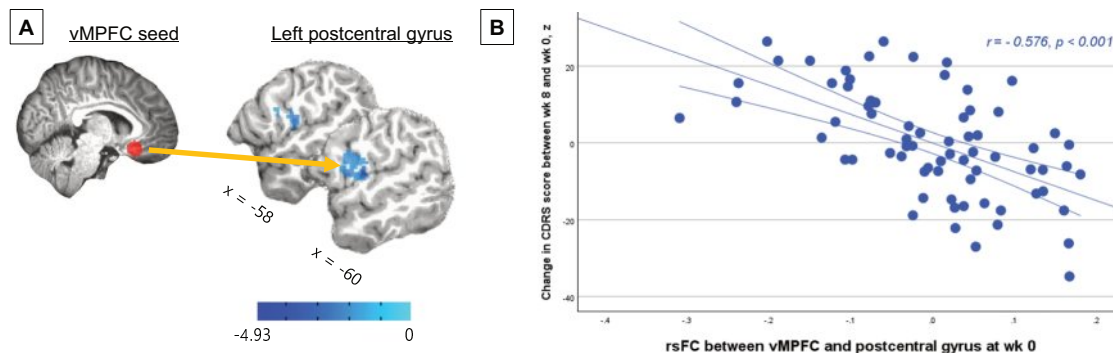 A
vMPFC seed
Left postcentral gyrus
x = -58
x = -60
-4.93
0
B
r = - 0.576, p < 0.001
Change in CDRS score between wk 8 and wk 0, z
20
0
-20
-40
-.4
-.3
-.2
-.1
.0
.1
.2
rsFC between vMPFC and postcentral gyrus at wk 0